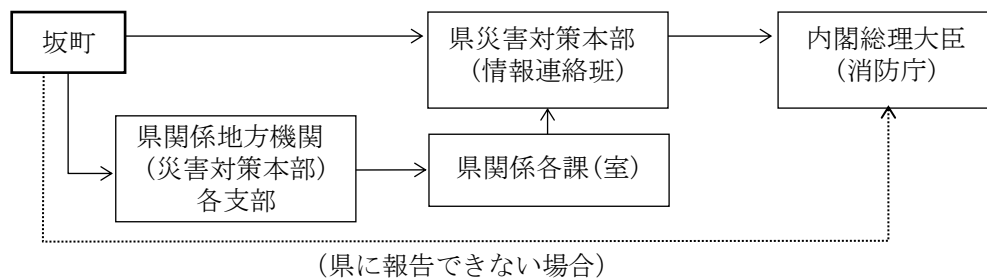 坂町
県災害対策本部
（情報連絡班）
内閣総理大臣
（消防庁）
県関係地方機関
（災害対策本部）
各支部
県関係各課（室）
（県に報告できない場合）